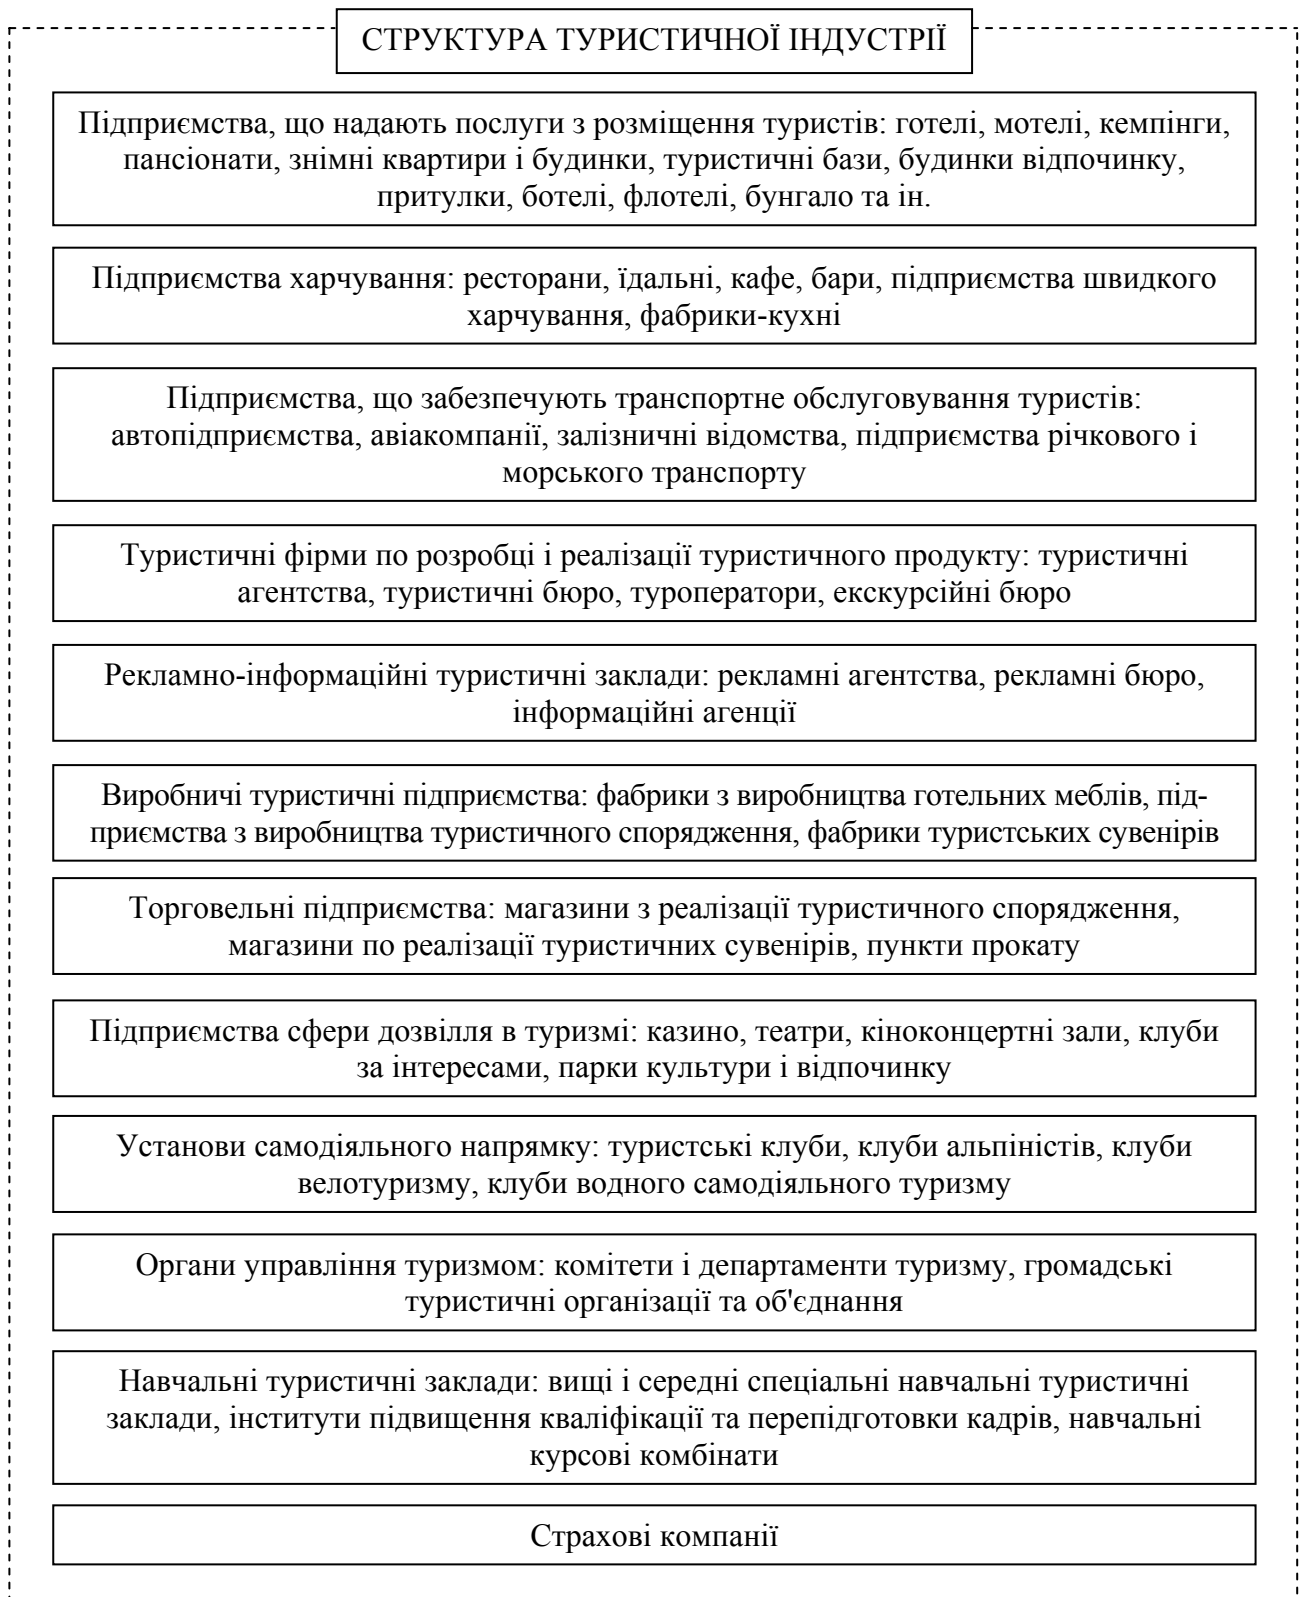 СТРУКТУРА ТУРИСТИЧНОЇ ІНДУСТРІЇ
Підприємства, що надають послуги з розміщення туристів: готелі, мотелі, кемпінги,
пансіонати, знімні квартири і будинки, туристичні бази, будинки відпочинку,
притулки, ботелі, флотелі, бунгало та ін.
Підприємства харчування: ресторани, їдальні, кафе, бари, підприємства швидкого
харчування, фабрики-кухні
Підприємства, що забезпечують транспортне обслуговування туристів:
автопідприємства, авіакомпанії, залізничні відомства, підприємства річкового і
морського транспорту
Туристичні фірми по розробці і реалізації туристичного продукту: туристичні
агентства, туристичні бюро, туроператори, екскурсійні бюро
Рекламно-інформаційні туристичні заклади: рекламні агентства, рекламні бюро,
інформаційні агенції
Виробничі туристичні підприємства: фабрики з виробництва готельних меблів, під-
приємства з виробництва туристичного спорядження, фабрики туристських сувенірів
Торговельні підприємства: магазини з реалізації туристичного спорядження,
магазини по реалізації туристичних сувенірів, пункти прокату
Підприємства сфери дозвілля в туризмі: казино, театри, кіноконцертні зали, клуби
за інтересами, парки культури і відпочинку
Установи самодіяльного напрямку: туристські клуби, клуби альпіністів, клуби
велотуризму, клуби водного самодіяльного туризму
Органи управління туризмом: комітети і департаменти туризму, громадські
туристичні організації та об'єднання
Навчальні туристичні заклади: вищі і середні спеціальні навчальні туристичні
заклади, інститути підвищення кваліфікації та перепідготовки кадрів, навчальні
курсові комбінати
Страхові компанії